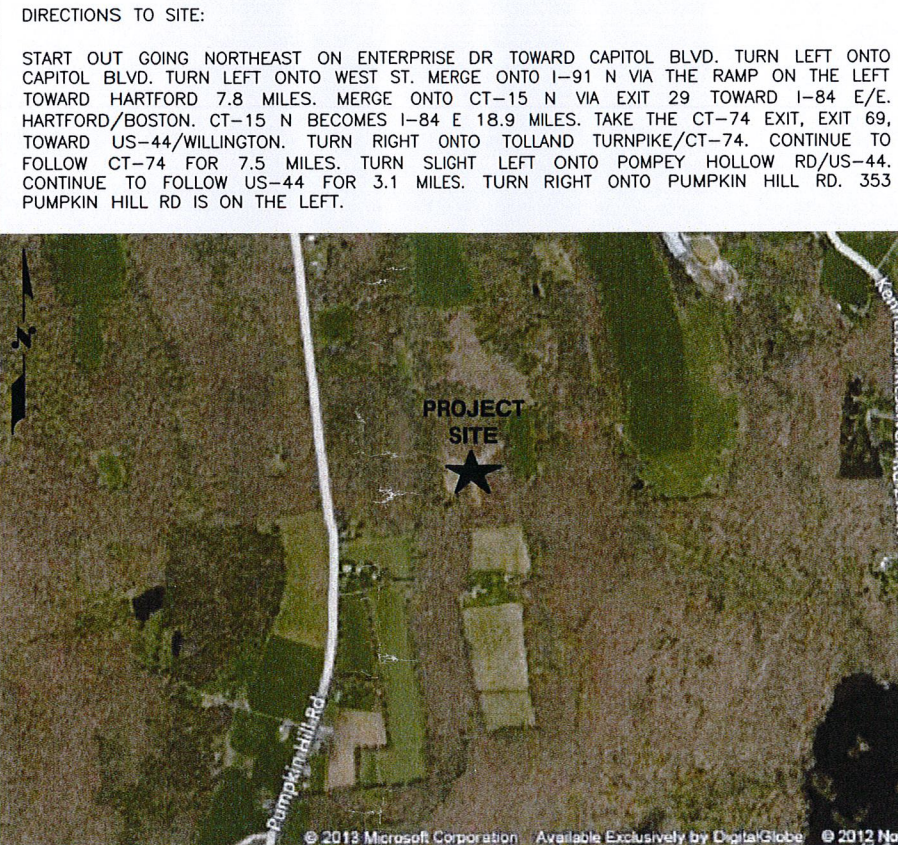 DIRECTIONS TO SITE:
START OUT GOING NORTHEAST ON ENTERPRISE DR TOWARD CAPITOL BLVD. TURN LEFT ONTO
CAPITOL BLVD. TURN LEFT ONTO WEST ST. MERGE ONTO I-91 N VIA THE RAMP ON THE LEFT
TOWARD HARTFORD 7.8 MILES. MERGE ONTO CT-15 N VIA EXIT 29 TOWARD I-84 E/E.
HARTFORD/BOSTON. CT-15 N BECOMES I-84 E 18.9 MILES. TAKE THE CT-74 EXIT, EXIT 69,
TOWARD US-44/WILLINGTON. TURN RIGHT ONTO TOLLAND TURNPIKE/CT-74. CONTINUE TO
FOLLOW CT-74 FOR 7.5 MILES. TURN SLIGHT LEFT ONTO POMPEY HOLLOW RD/US-44.
CONTINUE TO FOLLOW US-44 FOR 3.1 MILES. TURN RIGHT ONTO PUMPKIN HILL RD. 353
PUMPKIN HILL RD IS ON THE LEFT.
N
PROJECT
SITE
Pumpkin Hill Rd
© 2013 Microsoft Corporation Available Exclusively by DigitalGlobe © 2012 No